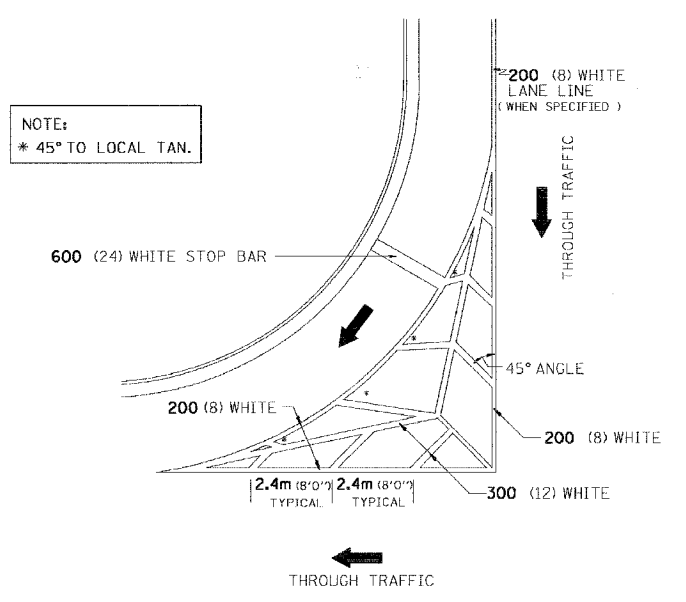 200 (8) WHITE
LANE LINE
(WHEN SPECIFIED)
NOTE:
* 45° TO LOCAL TAN.
THROUGH TRAFFIC
600 (24) WHITE STOP BAR
*
*
*
*
45° ANGLE
200 (8) WHITE
200 (8) WHITE
2.4m (8'0") 2.4m (8'0")
TYPICAL TYPICAL
300 (12) WHITE
THROUGH TRAFFIC